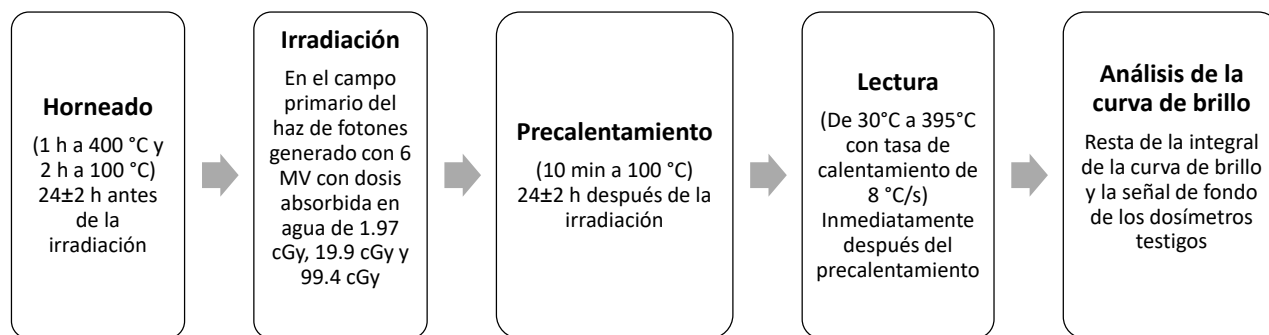 Horneado
(1 h a 400 °C y
2 h a 100 °C)
24±2 h antes
de la
irradiación
Irradiación
En el campo
primario del
haz de fotones
generado con 6
MV con dosis
absorbida en
agua de 1.97
cGy, 19.9 cGy y
99.4 cGy
Precalentamiento
(10 min a 100 °C)
24±2 h después de la
irradiación
Lectura
(De 30°C a 395°C
con tasa de
calentamiento de
8 °C/s)
Inmediatamente
después del
precalentamiento
Análisis de la
curva de brillo
Resta de la integral
de la curva de brillo
y la señal de fondo
de los dosímetros
testigos